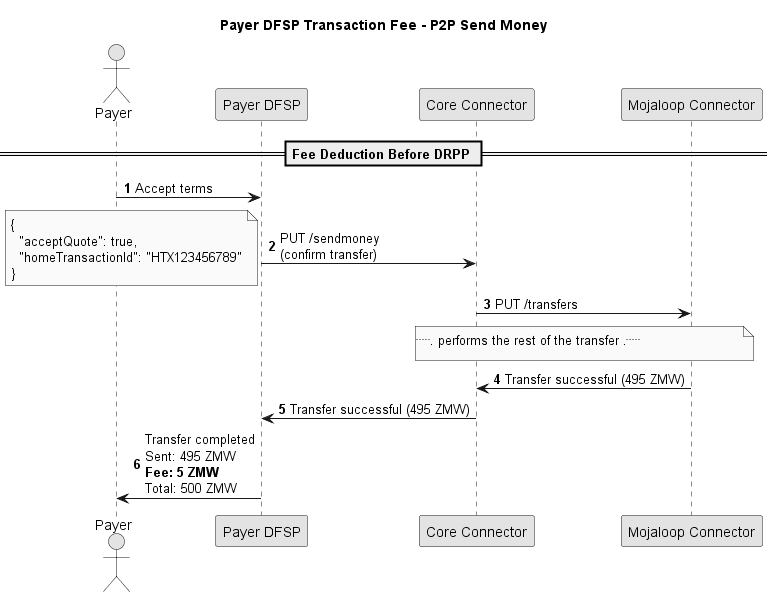 Payer DFSP Transaction Fee - P2P Send Money
Payer
Payer DFSP
Core Connector
Mojaloop Connector
Fee Deduction Before DRPP
1 Accept terms
{
"acceptQuote": true,
"homeTransactionId": "HTX123456789"
}
2 PUT /sendmoney
(confirm transfer)
3 PUT /transfers
. performs the rest of the transfer .
4 Transfer successful (495 ZMW)
5 Transfer successful (495 ZMW)
6 Transfer completed
Sent: 495 ZMW
Fee: 5 ZMW
Total: 500 ZMW
Payer
Payer DFSP
Core Connector
Mojaloop Connector